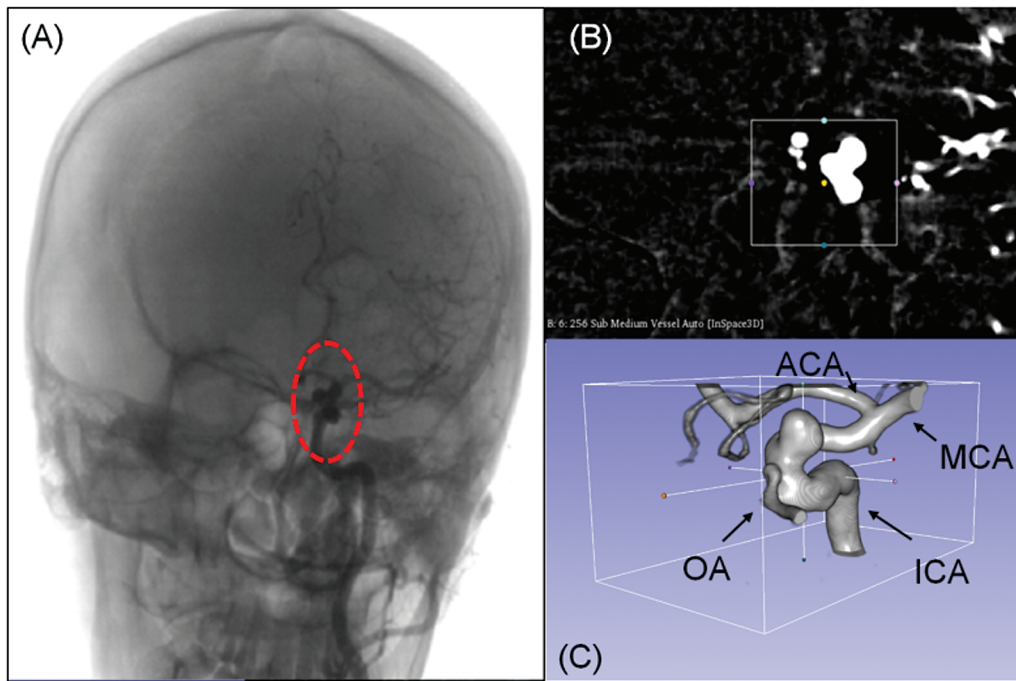 (A)
(B)
B: 6: 256 Sub Medium Vessel Auto [InSpace3D]
ACA
MCA
OA
ICA
(C)